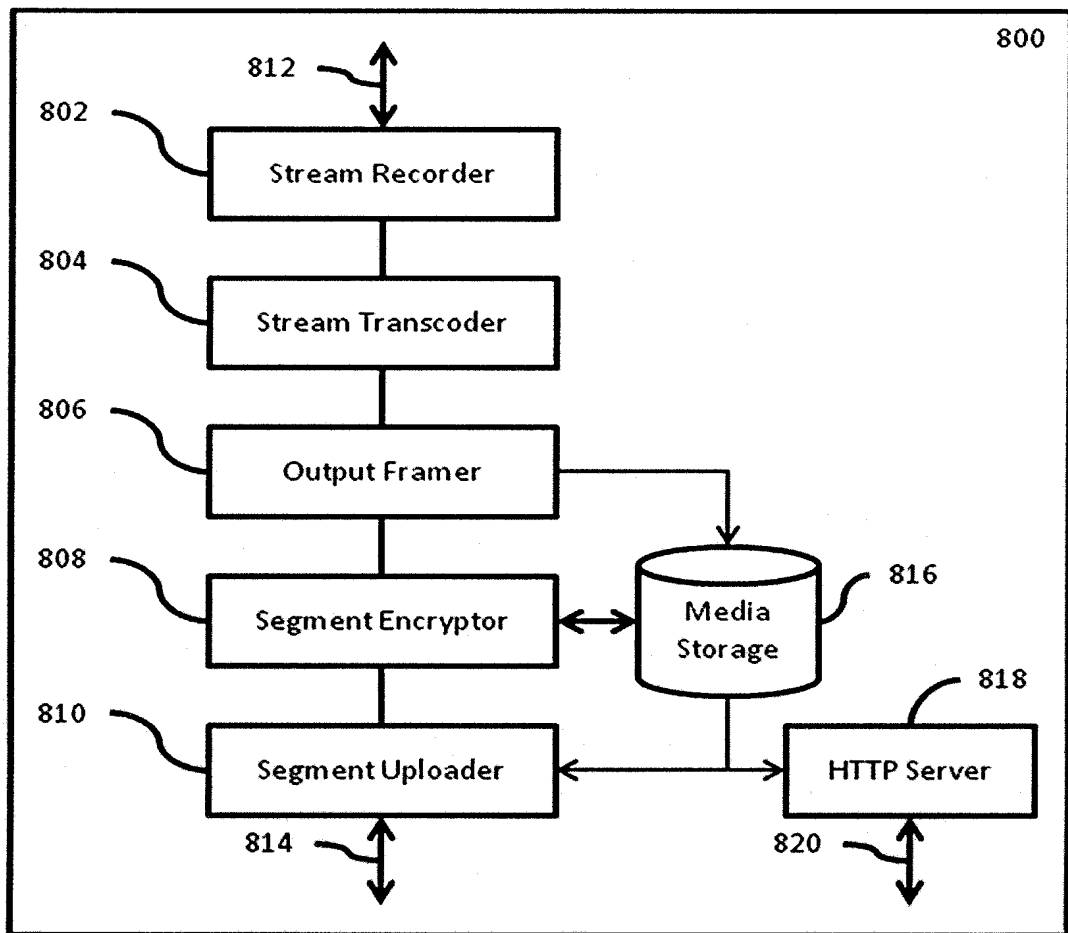 800
812
802
Stream Recorder
804
Stream Transcoder
806
Output Framer
808
Segment Encryptor
Media
Storage
816
818
810
Segment Uploader
HTTP Server
814
820